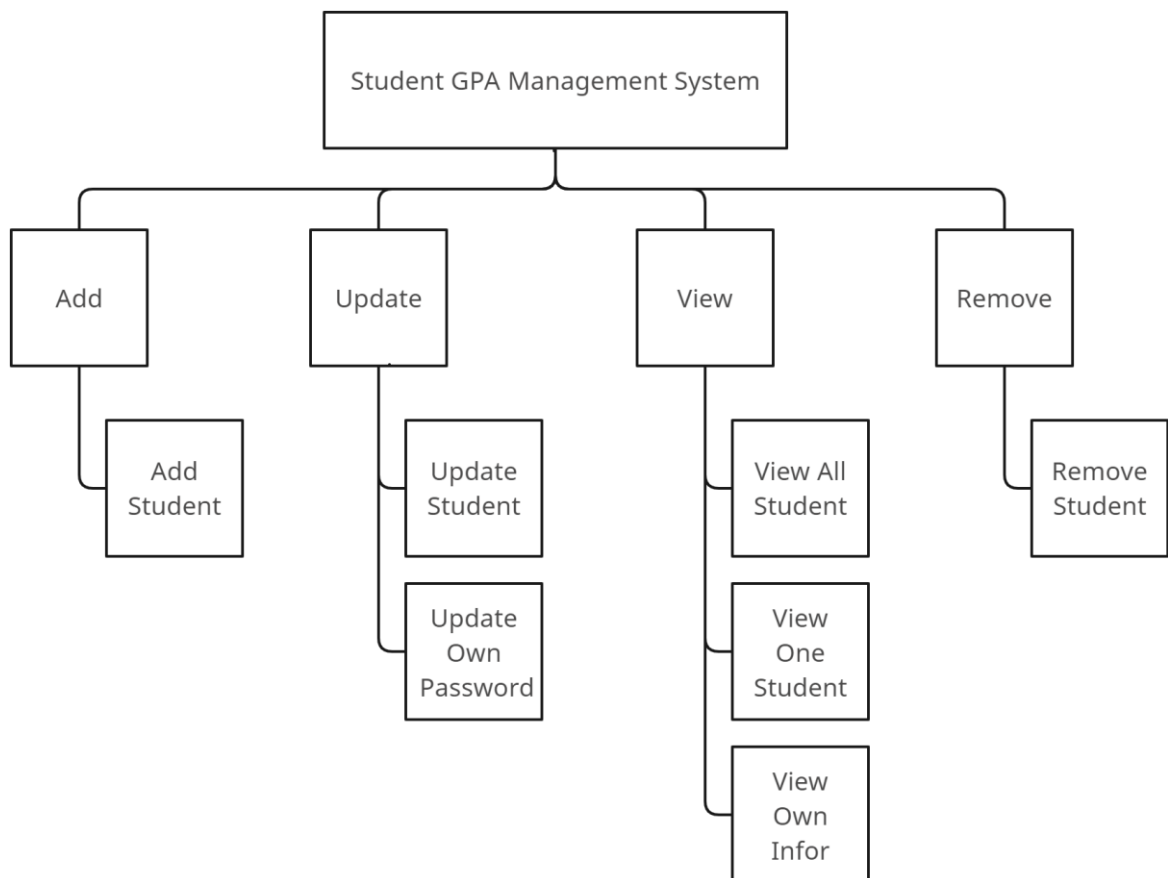 Student GPA Management System
Add
Update
View
Remove
Add
Student
Update
Student
View All
Student
Remove
Student
Update
Own
Password
View
One
Student
View
Own
Infor